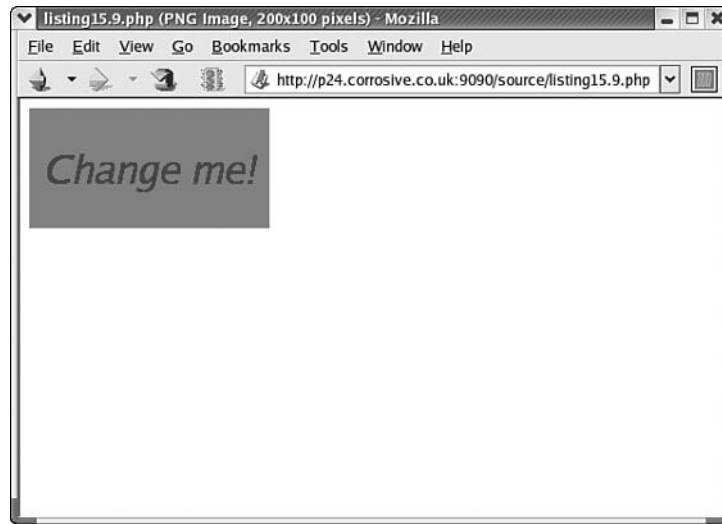 listing15.9.php (PNG Image, 200x100 pixels) - Mozilla
File Edit View Go Bookmarks Tools Window Help
http://p24.corrosive.co.uk:9090/source/listing15.9.php
Change me!